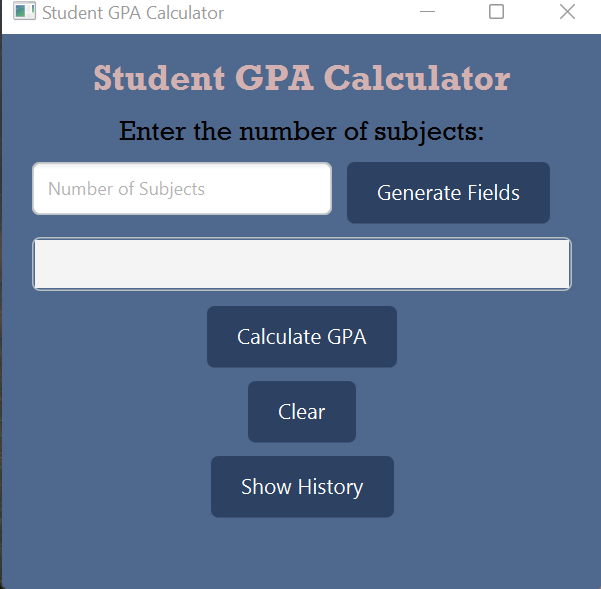 Student GPA Calculator
Student GPA Calculator
Enter the number of subjects:
Number of Subjects
Generate Fields
Calculate GPA
Clear
Show History